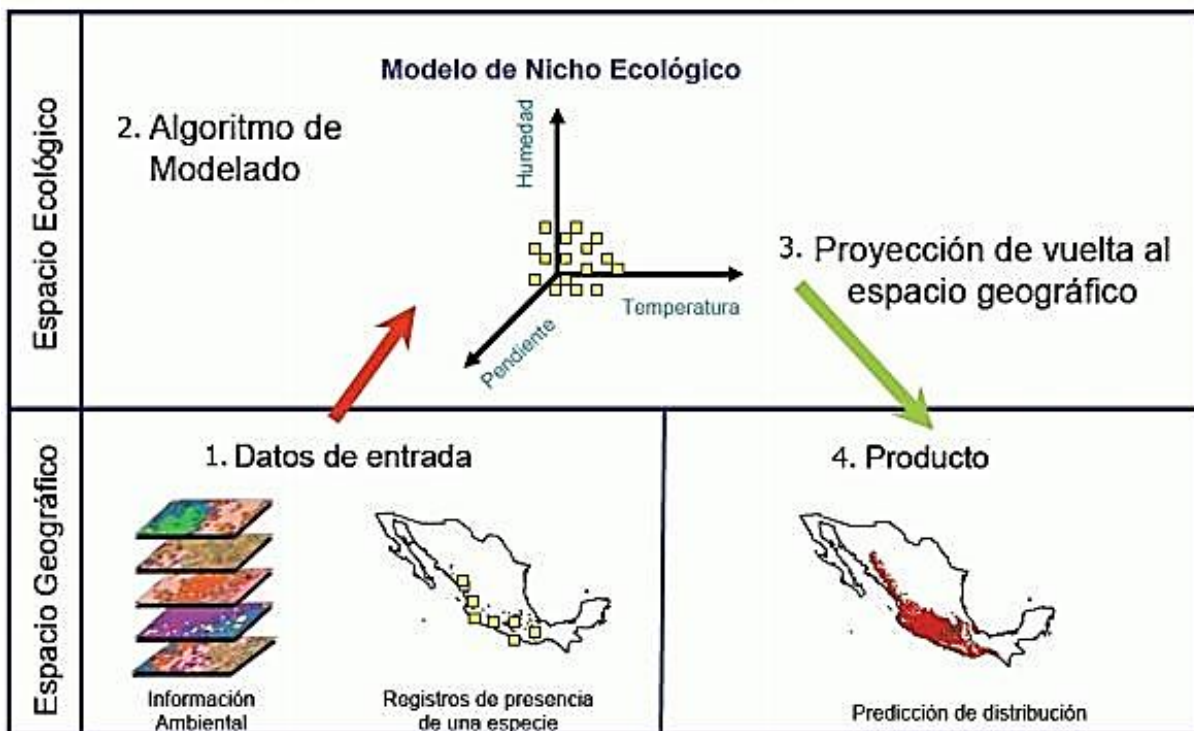 Espacio Ecológico
Modelo de Nicho Ecológico
2. Algoritmo de
Modelado
Humedad
Temperatura
Pendiente
3. Proyección de vuelta al
espacio geográfico
Espacio Geográfico
1. Datos de entrada
Información
Ambiental
Registros de presencia
de una especie
4. Producto
Predicción de distribución